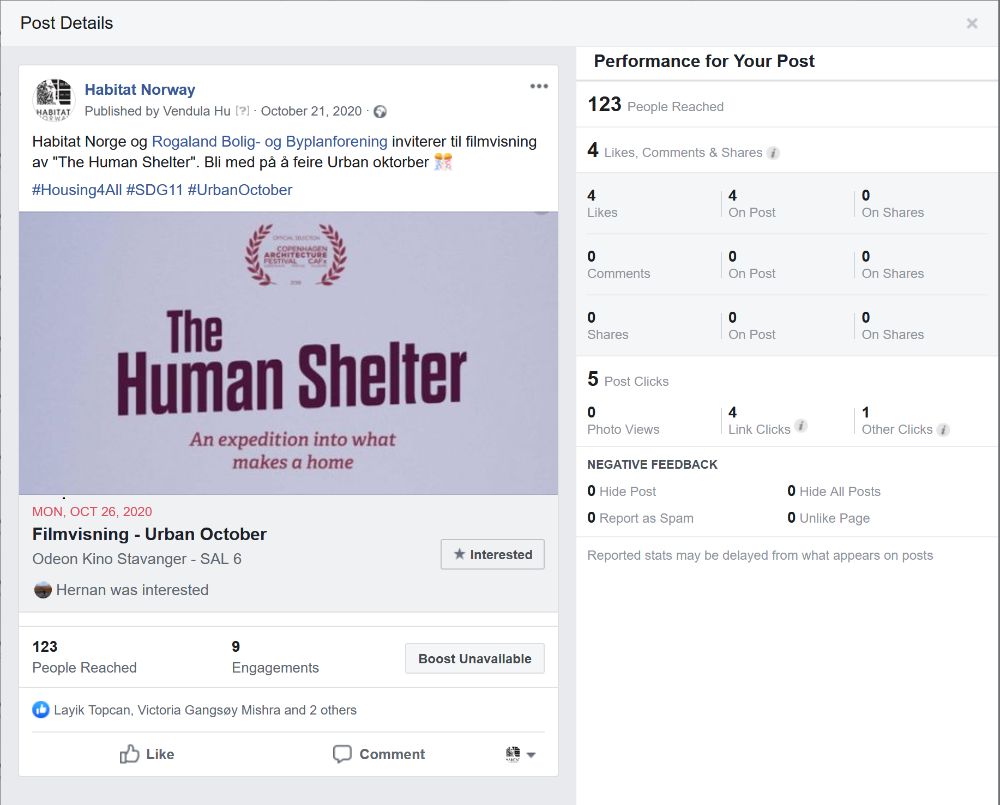 Post Details
Habitat Norway
Published by Vendula Hu [?] · October 21, 2020 ·
Habitat Norge og Rogaland Bolig- og Byplanforening inviterer til filmvisning
av "The Human Shelter". Bli med på å feire Urban oktorber
#Housing4All #SDG11 #UrbanOctober
OFFICIAL SELECTION
COPENHAGEN
ARCHITECTURE
FESTIVAL CAFx
The
Human Shelter
An expedition into what
makes a home
MON, OCT 26, 2020
Filmvisning - Urban October
Odeon Kino Stavanger - SAL 6
Interested
Hernan was interested
123
People Reached
9
Engagements
Boost Unavailable
Layik Topcan, Victoria Gangsøy Mishra and 2 others
Like
Comment
HABITAT
NORWAY
Performance for Your Post
123 People Reached
4 Likes, Comments & Shares
4 4 0
Likes On Post On Shares
0 0 0
Comments On Post On Shares
0 0 0
Shares On Post On Shares
5 Post Clicks
0 4 1
Photo Views Link Clicks Other Clicks
NEGATIVE FEEDBACK
0 Hide Post 0 Hide All Posts
0 Report as Spam 0 Unlike Page
Reported stats may be delayed from what appears on posts